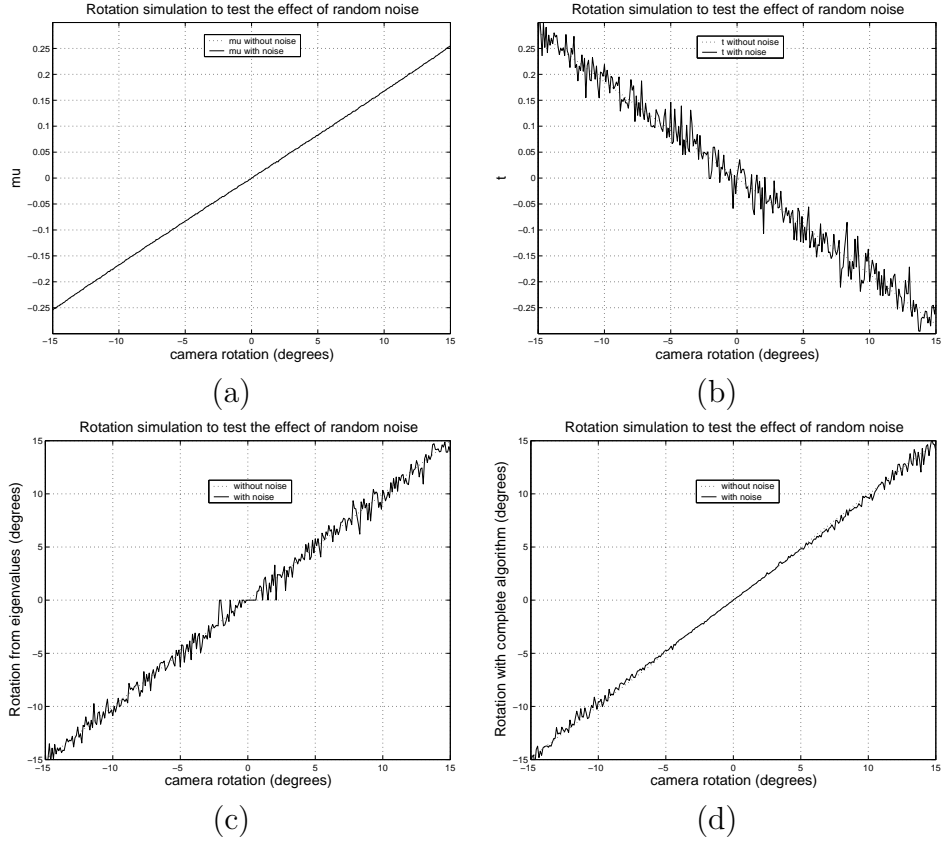 Rotation simulation to test the effect of random noise
mu without noise
mu with noise
0.25
0.2
0.15
0.1
0.05
0
−0.05
−0.1
−0.15
−0.2
−0.25
mu
−15 −10 −5 0 5 10 15
camera rotation (degrees)
(a)
Rotation simulation to test the effect of random noise
t without noise
t with noise
0.25
0.2
0.15
0.1
0.05
0
−0.05
−0.1
−0.15
−0.2
−0.25
t
−15 −10 −5 0 5 10 15
camera rotation (degrees)
(b)
Rotation simulation to test the effect of random noise
without noise
with noise
15
10
5
0
−5
−10
−15
Rotation from eigenvalues (degrees)
−15 −10 −5 0 5 10 15
camera rotation (degrees)
(c)
Rotation simulation to test the effect of random noise
without noise
with noise
15
10
5
0
−5
−10
−15
Rotation with complete algorithm (degrees)
−15 −10 −5 0 5 10 15
camera rotation (degrees)
(d)